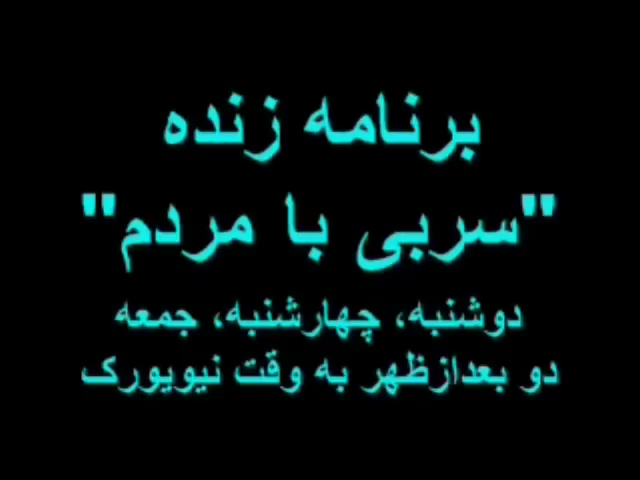 برنامه زنده
"سربی با مردم"
دوشنبه، چهارشنبه، جمعه
دو بعدازظهر به وقت نیویورک